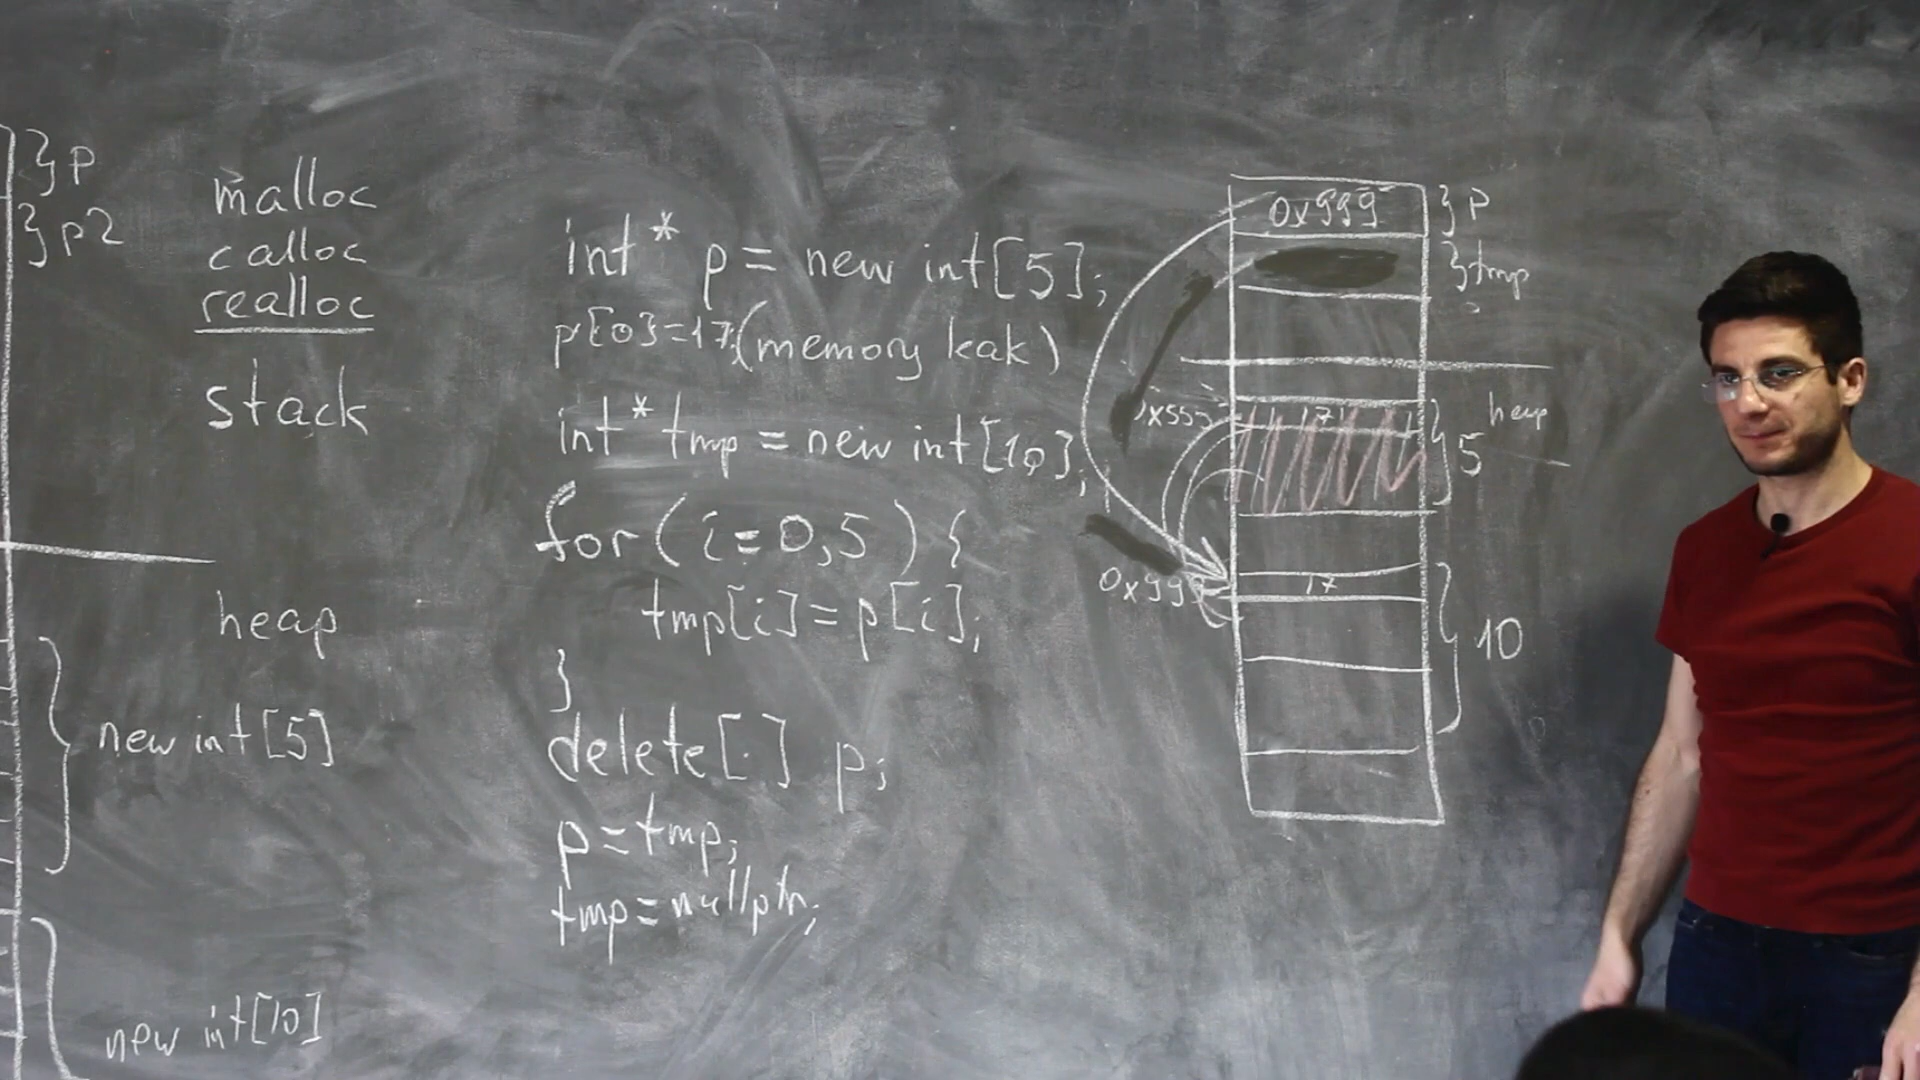 }p
}p2
malloc
calloc
realloc
stack
heap
} new int[5]
new int[10]
int* p = new int[5];
p[0]=17;(memory leak)
int* tmp = new int[10];
for(i=0,5){
tmp[i]=p[i];
}
delete[] p;
p=tmp;
tmp=nullptr;
0x999 }p
}tmp
heap
17 } 5
17
} 10